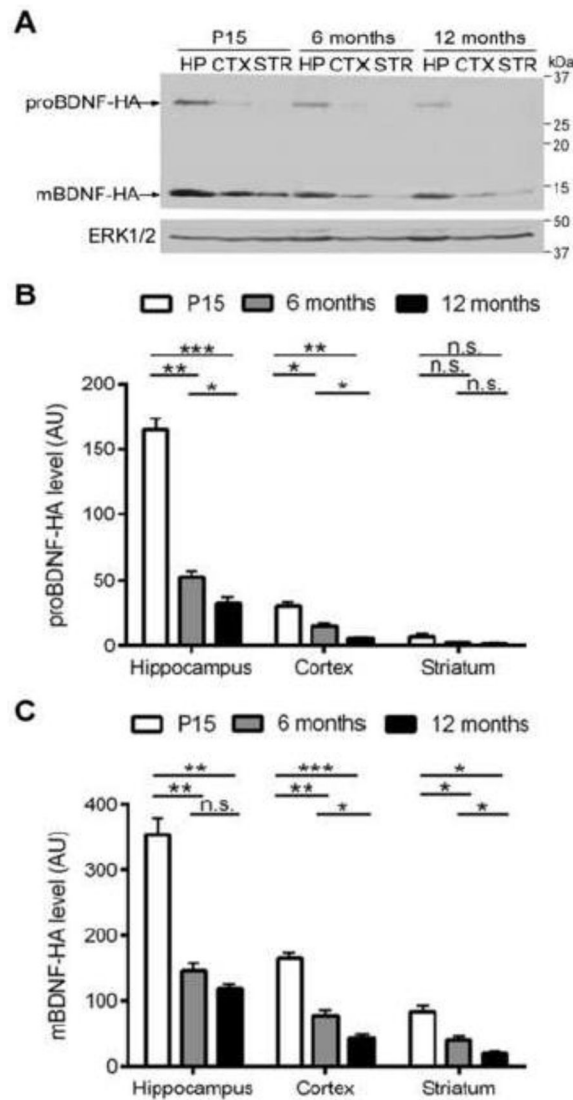 A
P15 6 months 12 months
HP CTX STR HP CTX STR HP CTX STR kDa
37
proBDNF-HA
25
20
15
mBDNF-HA
50
ERK1/2
37
B
P15 6 months 12 months
*** ** n.s.
** * n.s.
* * n.s.
200
150
100
50
0
proBDNF-HA level (AU)
Hippocampus Cortex Striatum
C
P15 6 months 12 months
** *** *
** ** *
n.s. * *
400
300
200
100
0
mBDNF-HA level (AU)
Hippocampus Cortex Striatum